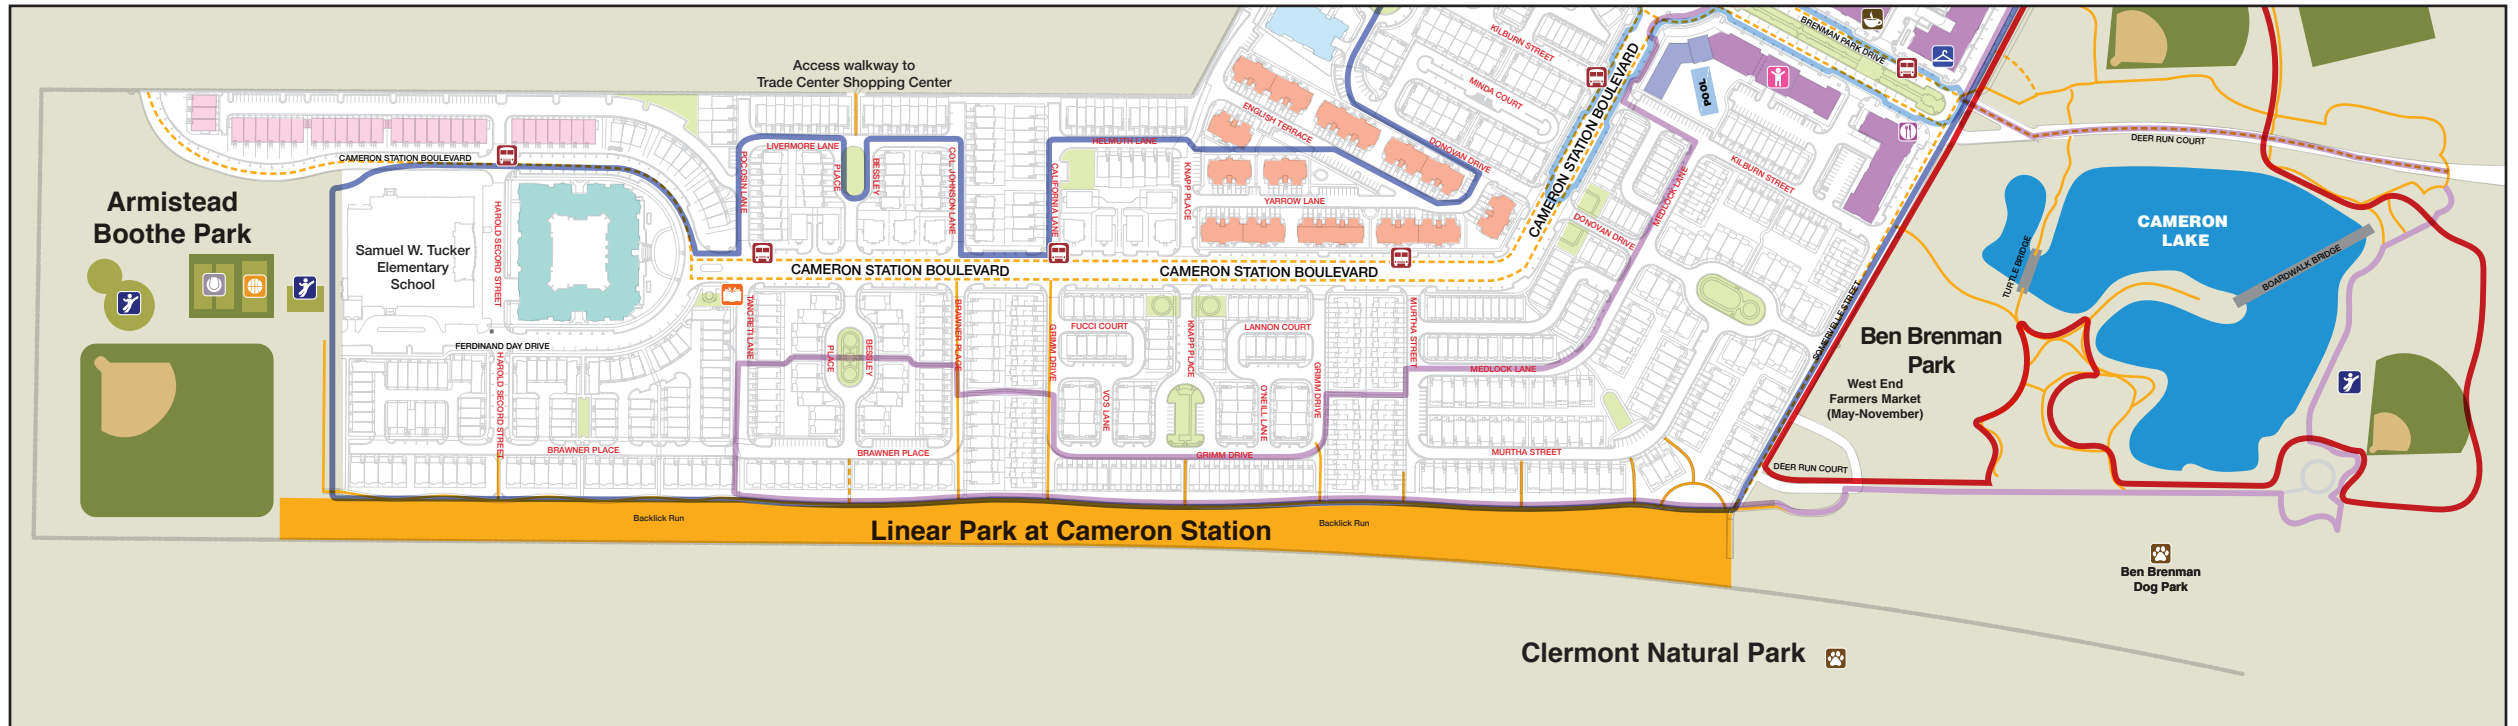 KILBURN STREET
BRENMAN PARK DRIVE
Access walkway to
Trade Center Shopping Center
MINDA COURT
POOL
CAMERON STATION BOULEVARD
ENGLISH TERRACE
DONOVAN DRIVE
DEER RUN COURT
LIVERMORE LANE
HELMUTH LANE
CAMERON STATION BOULEVARD
KILBURN STREET
POCOSIN LANE
BESSLEY
PLACE
COL. JOHNSON LANE
CALIFORNIA LANE
KNAPP PLACE
MEDLOCK LANE
YARROW LANE
Armistead
Boothe Park
HAROLD SECORD STREET
DONOVAN DRIVE
CAMERON
LAKE
Samuel W. Tucker
Elementary
School
CAMERON STATION BOULEVARD
CAMERON STATION BOULEVARD
TURTLE BRIDGE
BOARDWALK BRIDGE
SOMERVELLE STREET
TANCRETI LANE
BRAWNER PLACE
GRIMM DRIVE
FUCCI COURT
KNAPP PLACE
LANNON COURT
MURTHA STREET
Ben Brenman
Park
FERDINAND DAY DRIVE
HAROLD SECORD STREET
PLACE
BESSLEY
MEDLOCK LANE
West End
Farmers Market
(May-November)
VOS LANE
O'NEILL LANE
GRIMM DRIVE
BRAWNER PLACE
BRAWNER PLACE
GRIMM DRIVE
MURTHA STREET
DEER RUN COURT
Backlick Run
Linear Park at Cameron Station
Backlick Run
Ben Brenman
Dog Park
Clermont Natural Park